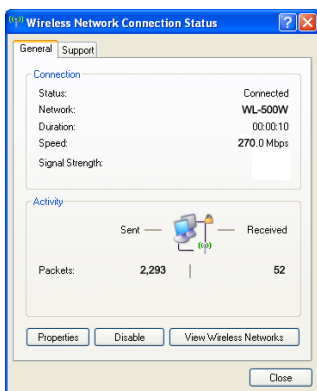 Wireless Network Connection Status
General Support
Connection
Status: Connected
Network: WL-500W
Duration: 00:00:10
Speed: 270.0 Mbps
Signal Strength:
Activity
Sent — — Received
Packets: 2,293 | 52
Properties Disable View Wireless Networks
Close